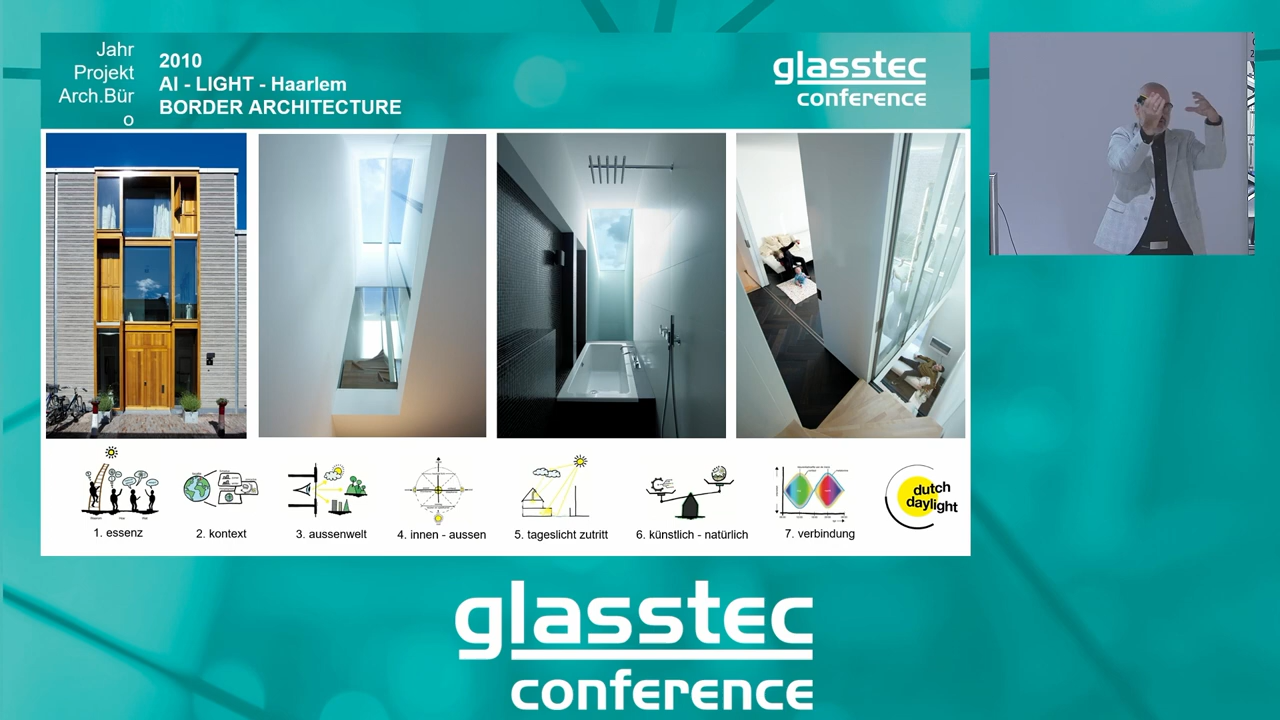 Jahr
Projekt
Arch.Bür
o
2010
AI - LIGHT - Haarlem
BORDER ARCHITECTURE
glasstec
conference
1. essenz
2. kontext
3. aussenwelt
4. innen - aussen
5. tageslicht zutritt
6. künstlich - natürlich
7. verbindung
dutch
daylight
glasstec
conference